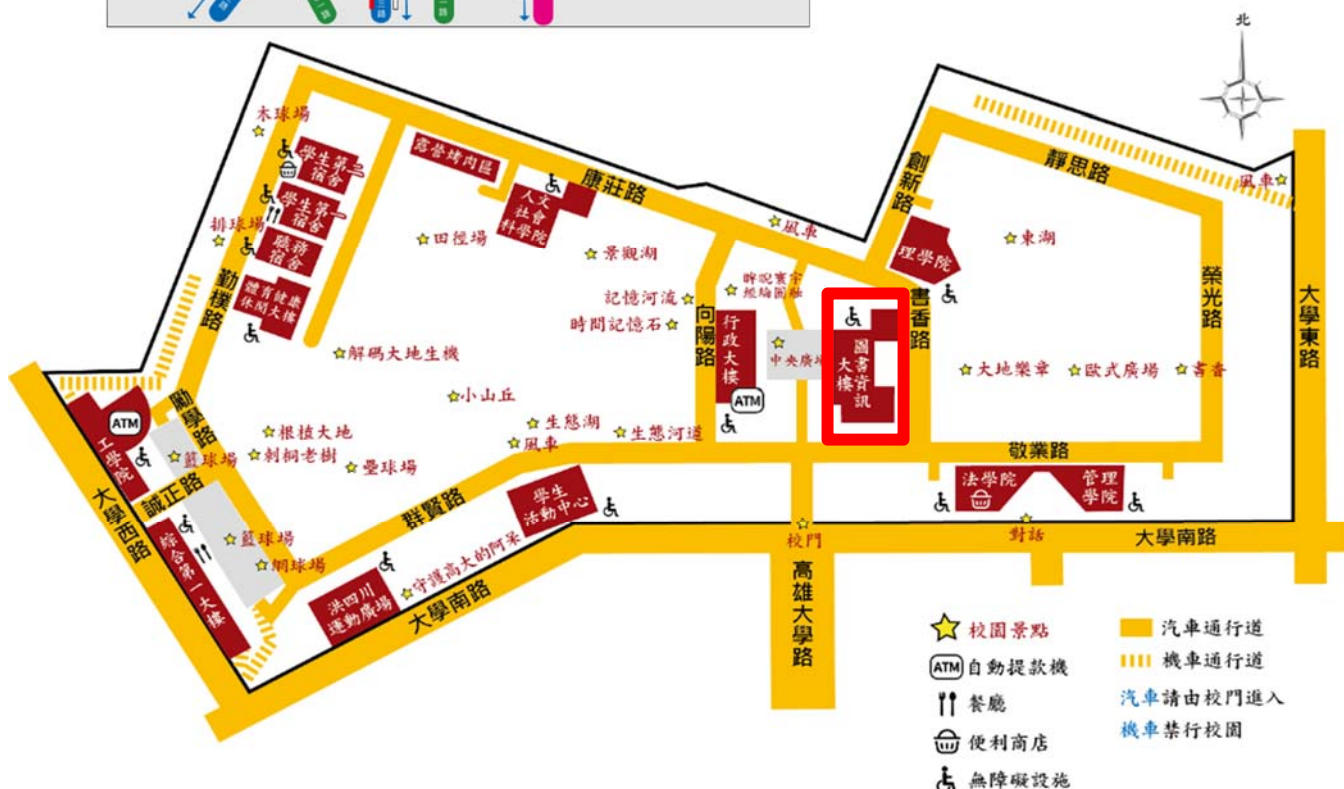 北
木球場
學生第二
宿舍
學生第一
宿舍
排球場
職務
宿舍
體育健康
休閒大樓
勤樸路
露營烤肉區
人文
社會
科學院
康莊路
田徑場
景觀湖
風車
創新路
靜思路
風車
理學院
東湖
榮光路
大學東路
記憶河流
時間記憶石
向陽路
睥睨寰宇
行政大樓
ATM
中央廣場
圖書資訊
大樓
書香路
大地樂章
歐式廣場
書香
解碼大地生機
小山丘
生態湖
風車
生態河道
敬業路
勵學路
ATM
工學院
籃球場
根植大地
刺桐老樹
壘球場
誠正路
大學西路
群賢路
學生
活動中心
法學院
管理
學院
綜合第一大樓
籃球場
網球場
洪四川
運動廣場
守護高大的阿呆
大學南路
校門
高雄大學路
對話
大學南路
校園景點
ATM
自動提款機
餐廳
便利商店
無障礙設施
汽車通行道
機車通行道
汽車請由校門進入
機車禁行校園